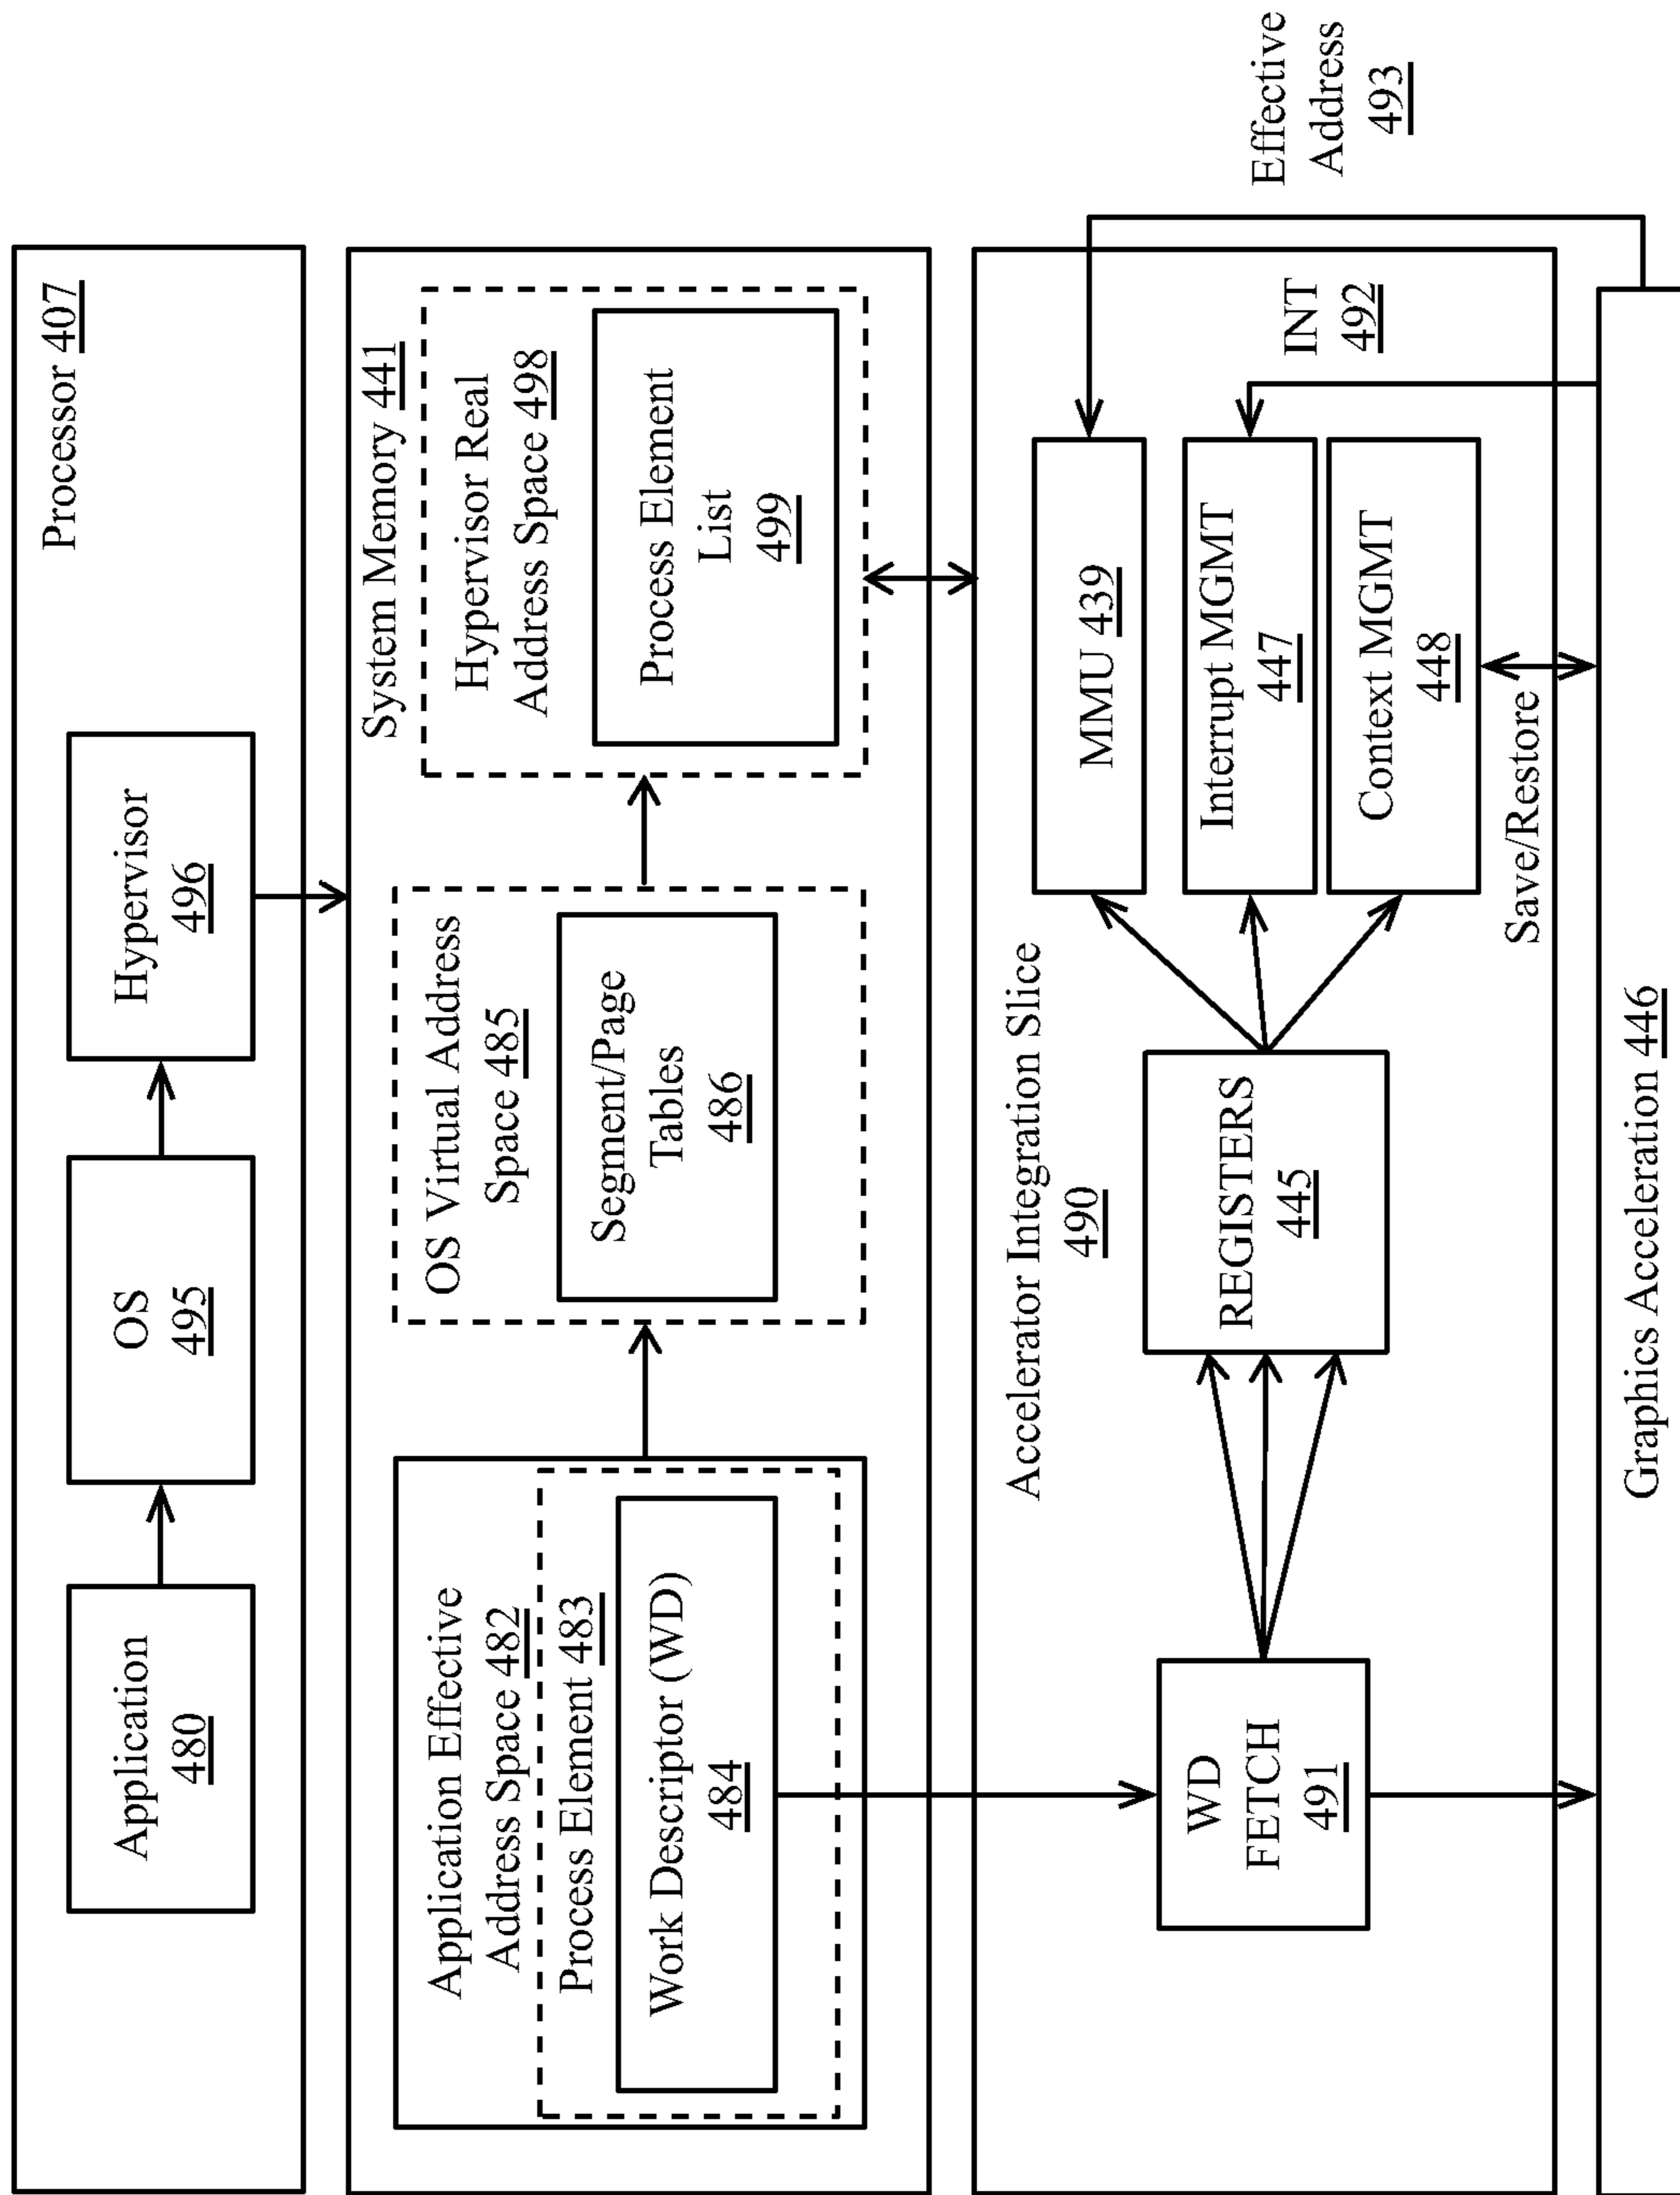 Processor 407
Application
480
OS
495
Hypervisor
496
System Memory 441
Application Effective
Address Space 482
Process Element 483
Work Descriptor (WD)
484
OS Virtual Address
Space 485
Segment/Page
Tables
486
Hypervisor Real
Address Space 498
Process Element
List
499
Accelerator Integration Slice
490
WD
FETCH
491
REGISTERS
445
MMU 439
Interrupt MGMT
447
Context MGMT
448
INT
492
Save/Restore
Effective
Address
493
Graphics Acceleration 446